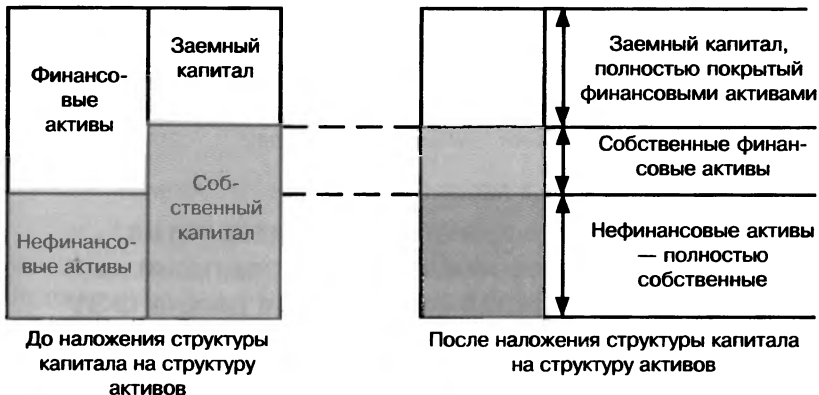 Финансо-
вые
активы
Заемный
капитал
Соб-
ственный
капитал
Нефинансо-
вые активы
До наложения структуры
капитала на структуру
активов
Заемный капитал,
полностью покрытый
финансовыми активами
Собственные финан-
совые активы
Нефинансовые активы
— полностью
собственные
После наложения структуры капитала
на структуру активов